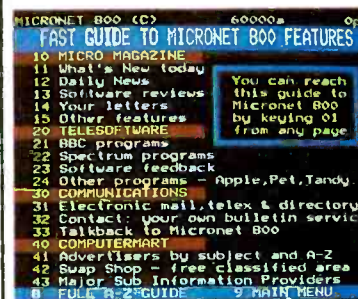 MICRONET 800 (C) 60000a 0p
FAST GUIDE TO MICRONET 800 FEATURES
10 MICRO MAGAZINE
11 What's New today
12 Daily News
13 Software reviews
14 Your letters
15 Other features
You can reach
this guide to
Micronet 800
by keying 01
from any page
20 TELESOFTWARE
21 BBC programs
22 Spectrum programs
23 Software feedback
24 Other programs - Apple,Pet,Tandy.
30 COMMUNICATIONS
31 Electronic mail,telex & directory
32 Contact: your own bulletin servic
33 Talkback to Micronet 800
40 COMPUTERMART
41 Advertisers by subject and A-Z
42 Swap Shop - free classified area
43 Major Sub Information Providers
8 FULL A-Z GUIDE 9 MAIN MENU